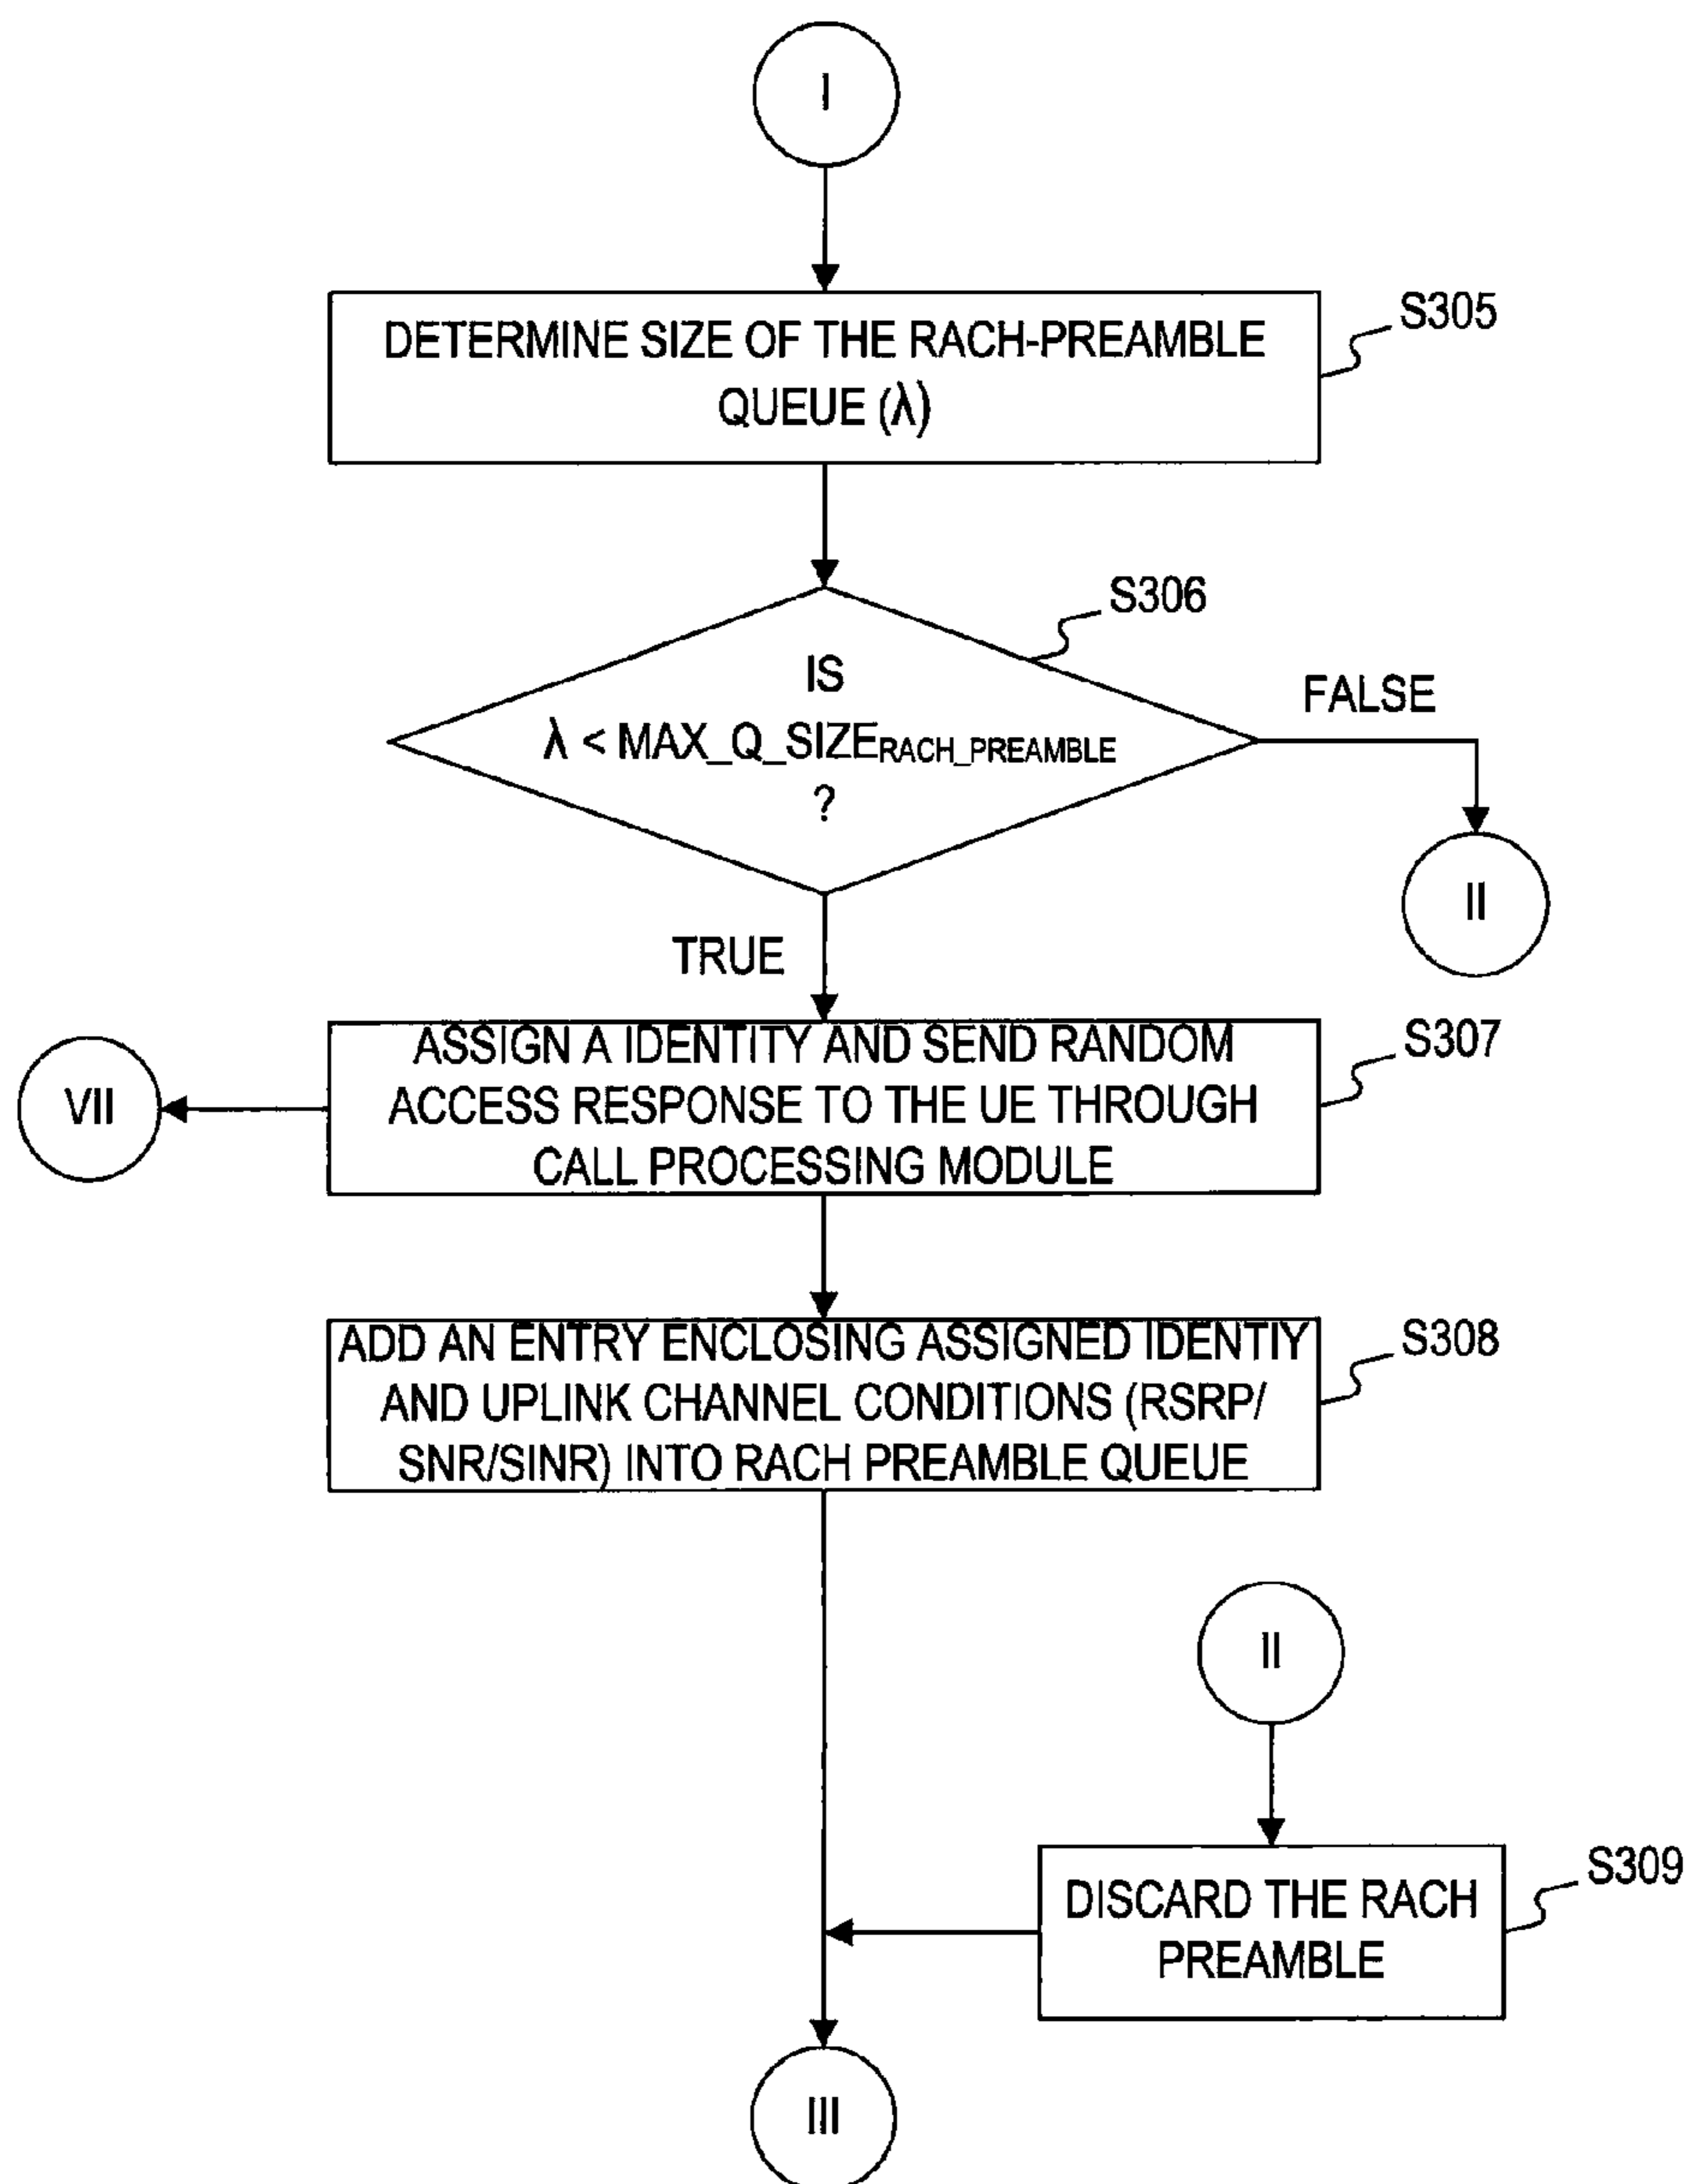 I
DETERMINE SIZE OF THE RACH-PREAMBLE
QUEUE (λ)
S305
S306
IS
λ < MAX_Q_SIZERACH_PREAMBLE
?
FALSE
II
TRUE
ASSIGN A IDENTITY AND SEND RANDOM
ACCESS RESPONSE TO THE UE THROUGH
CALL PROCESSING MODULE
S307
VII
ADD AN ENTRY ENCLOSING ASSIGNED IDENTIY
AND UPLINK CHANNEL CONDITIONS (RSRP/
SNR/SINR) INTO RACH PREAMBLE QUEUE
S308
II
DISCARD THE RACH
PREAMBLE
S309
III